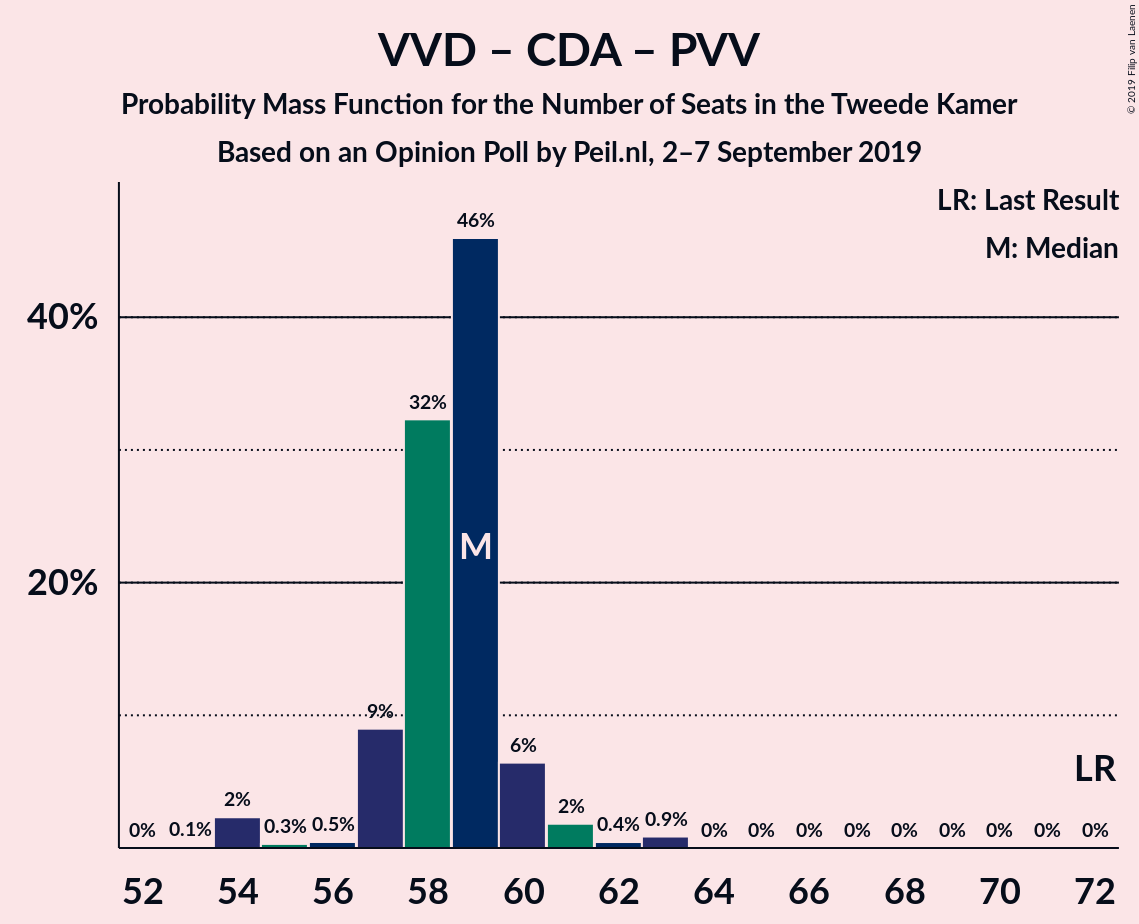 VVD – CDA – PVV
Probability Mass Function for the Number of Seats in the Tweede Kamer
Based on an Opinion Poll by Peil.nl, 2–7 September 2019
© 2019 Filip van Laenen
LR: Last Result
M: Median
40%
20%
0%
0.1%
2%
0.3%
0.5%
9%
32%
46%
M
6%
2%
0.4%
0.9%
0%
0%
0%
0%
0%
0%
0%
0%
0%
LR
52 54 56 58 60 62 64 66 68 70 72